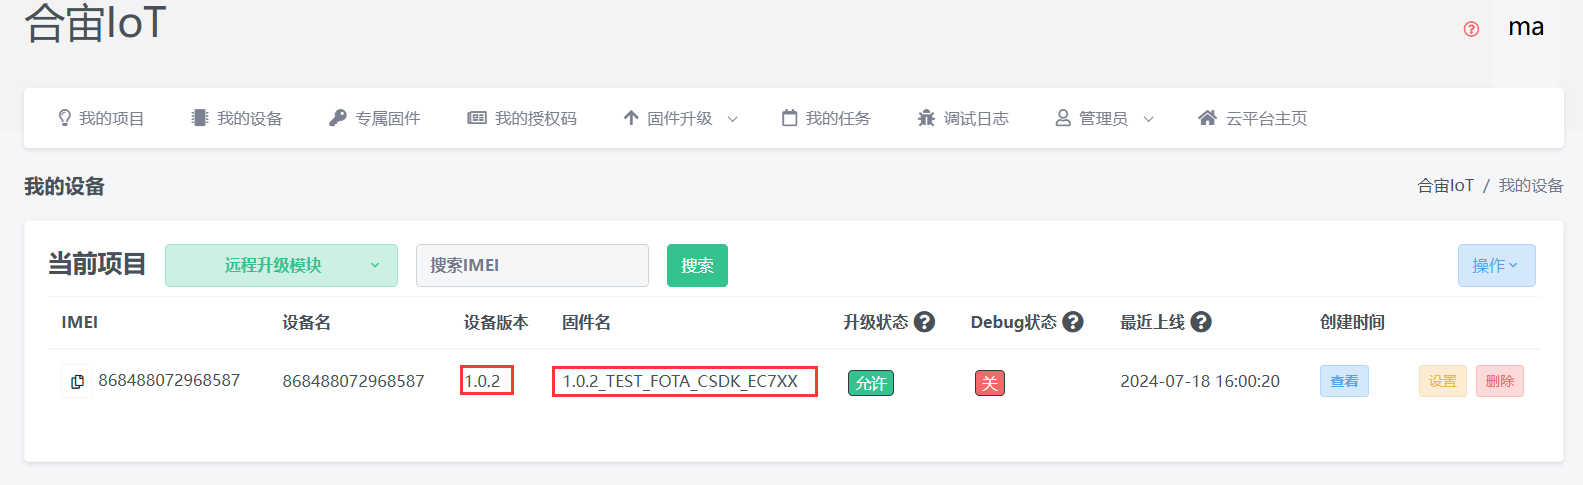 合宙IoT
ma
我的项目 我的设备 专属固件 我的授权码 固件升级 我的任务 调试日志 管理员 云平台主页
我的设备
合宙IoT / 我的设备
当前项目 远程升级模块 搜索IMEI 搜索 操作
IMEI 设备名 设备版本 固件名 升级状态 Debug状态 最近上线 创建时间
868488072968587 868488072968587 1.0.2 1.0.2_TEST_FOTA_CSDK_EC7XX 允许 关 2024-07-18 16:00:20 查看 设置 删除